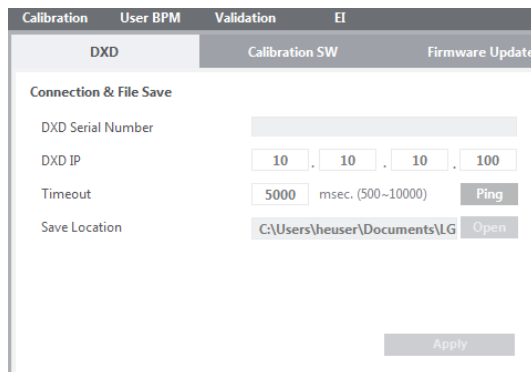 Calibration User BPM Validation EI
DXD Calibration SW Firmware Update
Connection & File Save
DXD Serial Number
DXD IP 10 . 10 . 10 . 100
Timeout 5000 msec. (500~10000) Ping
Save Location C:\Users\heuser\Documents\LG Open
Apply